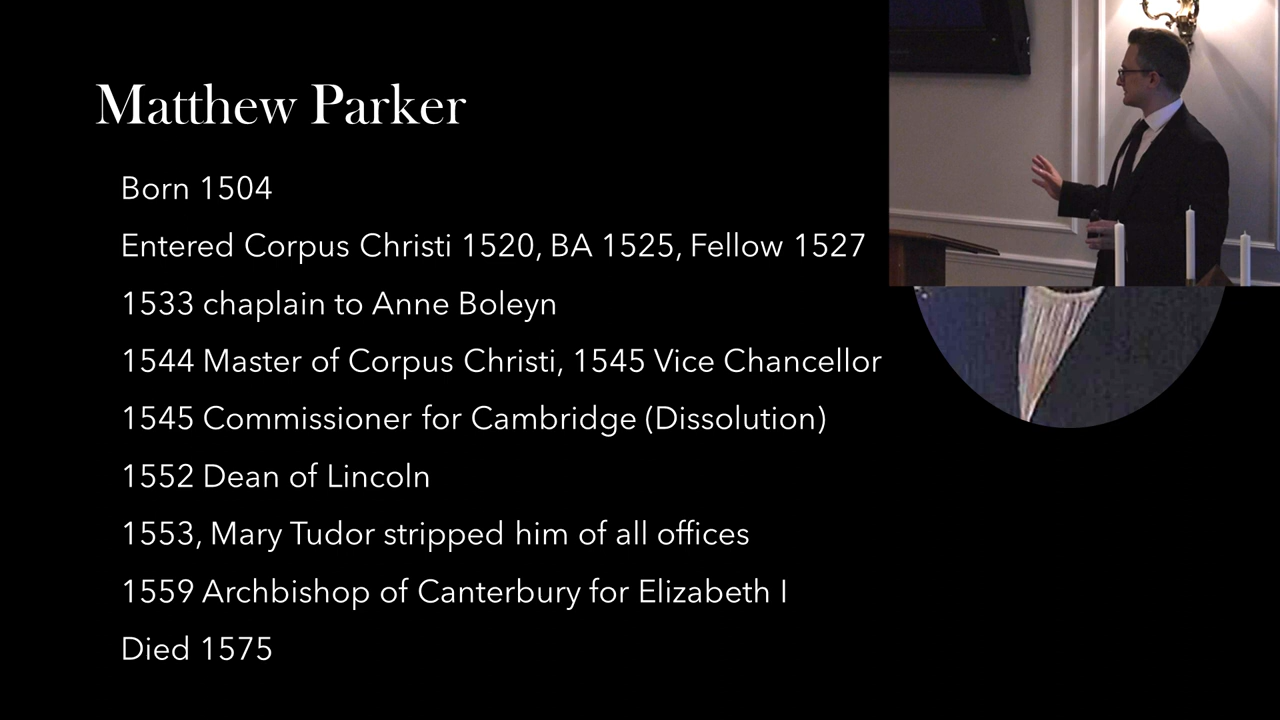 Matthew Parker
Born 1504
Entered Corpus Christi 1520, BA 1525, Fellow 1527
1533 chaplain to Anne Boleyn
1544 Master of Corpus Christi, 1545 Vice Chancellor
1545 Commissioner for Cambridge (Dissolution)
1552 Dean of Lincoln
1553, Mary Tudor stripped him of all offices
1559 Archbishop of Canterbury for Elizabeth I
Died 1575